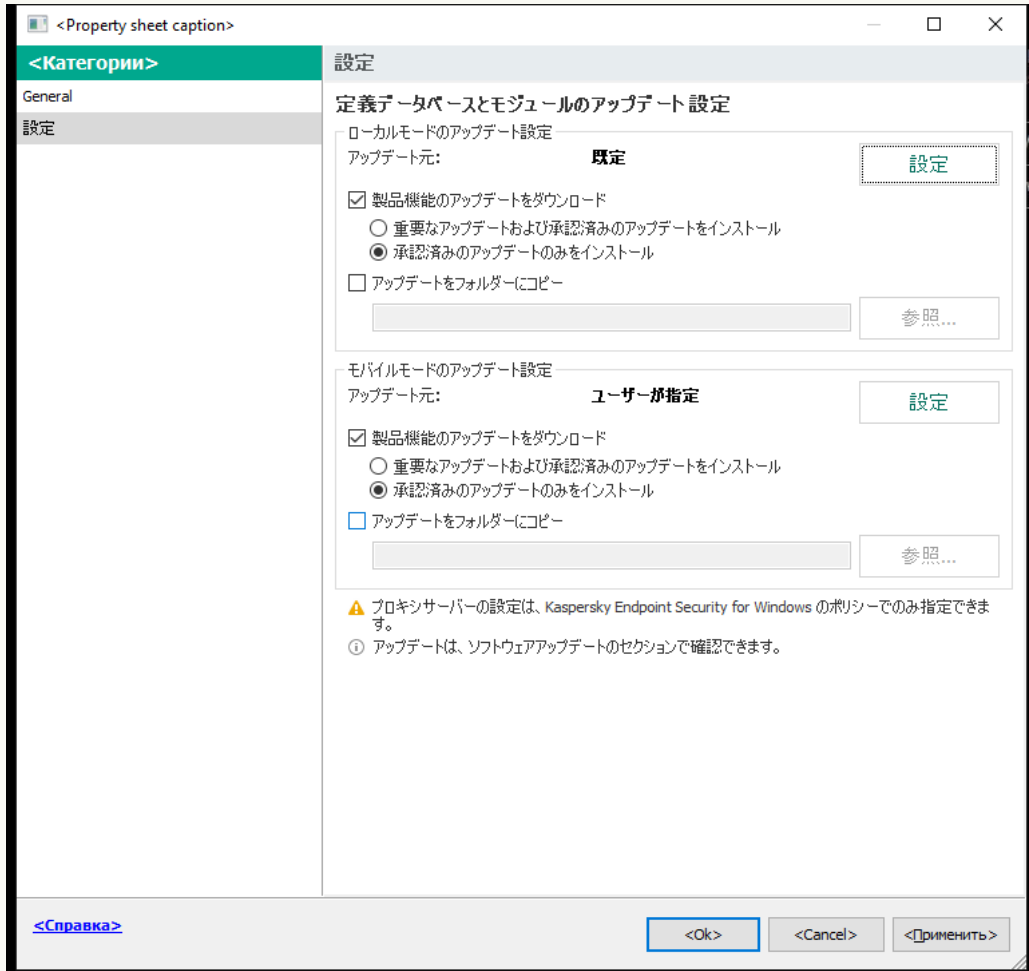 <Property sheet caption>
<Категории>
General
設定
設定
定義データベースとモジュールのアップデート設定
ローカルモードのアップデート設定
アップデート元: 既定
設定
製品機能のアップデートをダウンロード
重要なアップデートおよび承認済みのアップデートをインストール
承認済みのアップデートのみをインストール
アップデートをフォルダーにコピー
参照...
モバイルモードのアップデート設定
アップデート元: ユーザーが指定
設定
製品機能のアップデートをダウンロード
重要なアップデートおよび承認済みのアップデートをインストール
承認済みのアップデートのみをインストール
アップデートをフォルダーにコピー
参照...
プロキシサーバーの設定は、Kaspersky Endpoint Security for Windows のポリシーでのみ指定できま
す。
アップデートは、ソフトウェアアップデートのセクションで確認できます。
<Справка>
<Ok>
<Cancel>
<Применить>